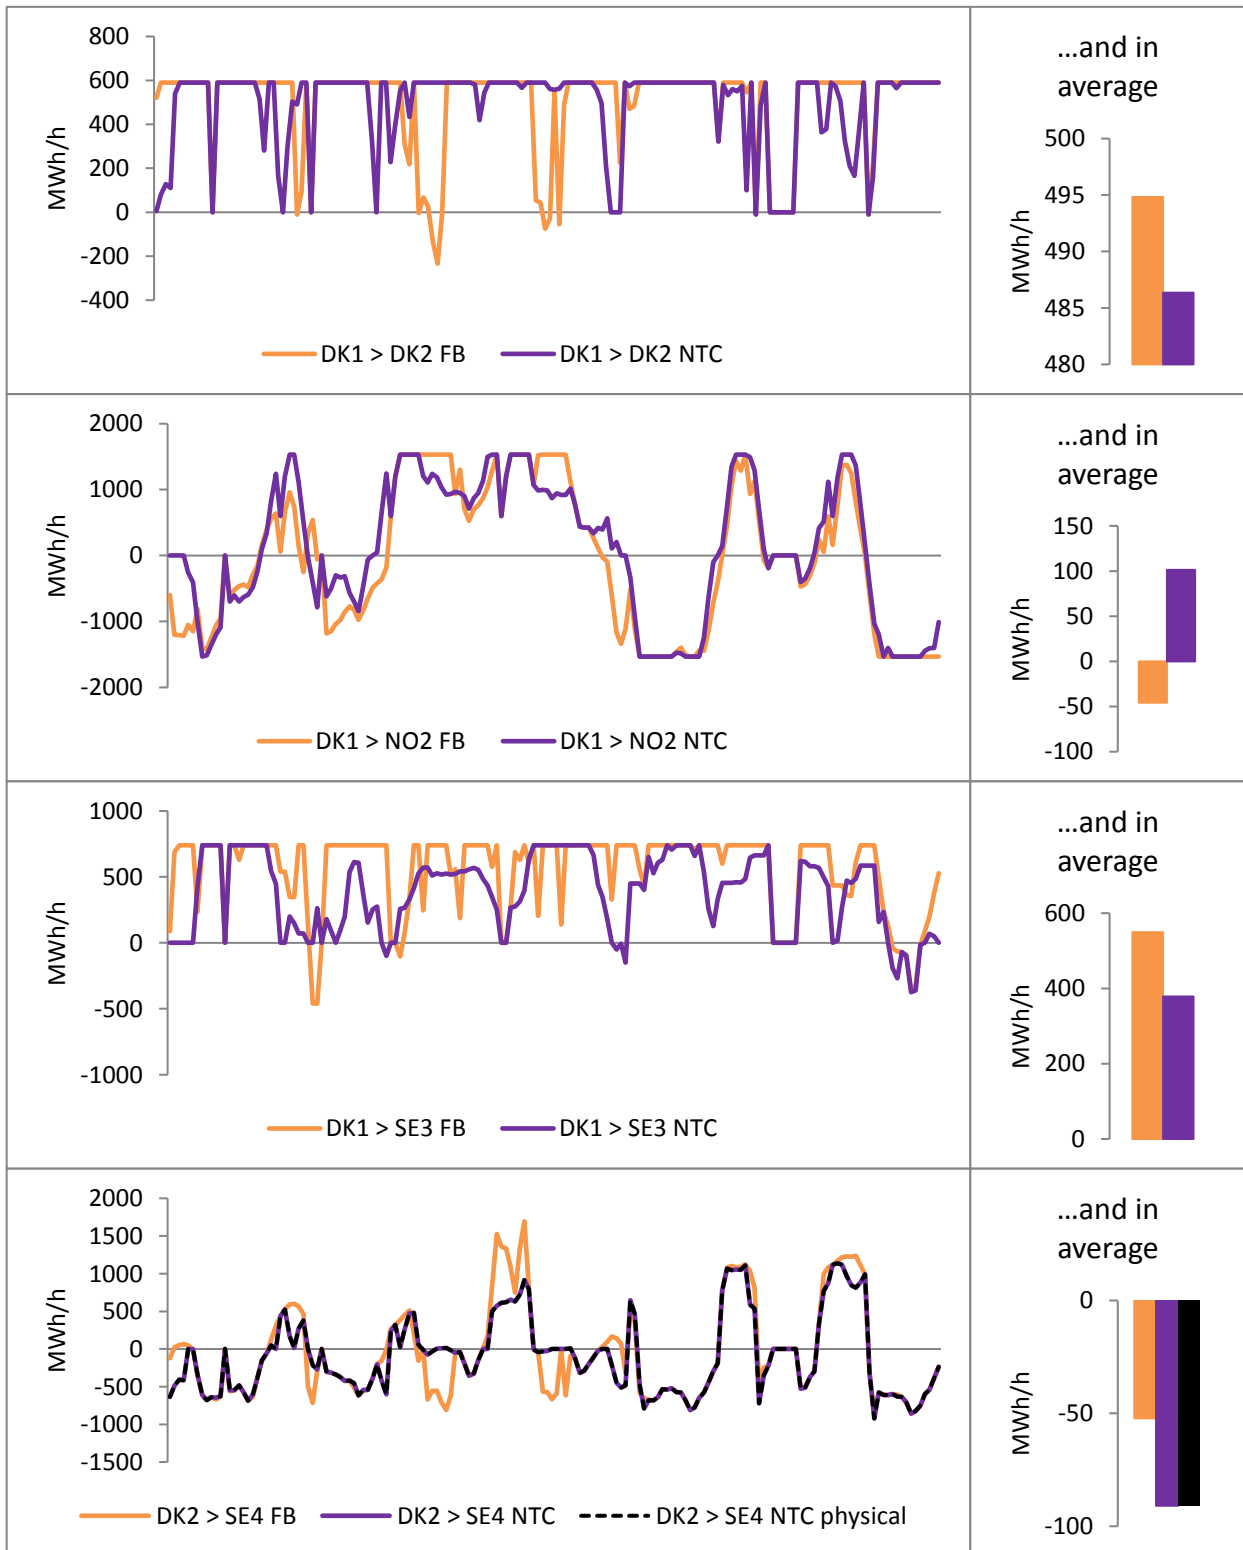 800
600
400
200
0
-200
-400
MWh/h
DK1 > DK2 FB
DK1 > DK2 NTC
...and in
average
500
495
490
485
480
MWh/h
2000
1000
0
-1000
-2000
MWh/h
DK1 > NO2 FB
DK1 > NO2 NTC
...and in
average
150
100
50
0
-50
-100
MWh/h
1000
500
0
-500
-1000
MWh/h
DK1 > SE3 FB
DK1 > SE3 NTC
...and in
average
600
400
200
0
MWh/h
2000
1500
1000
500
0
-500
-1000
-1500
MWh/h
DK2 > SE4 FB
DK2 > SE4 NTC
DK2 > SE4 NTC physical
...and in
average
0
-50
-100
MWh/h